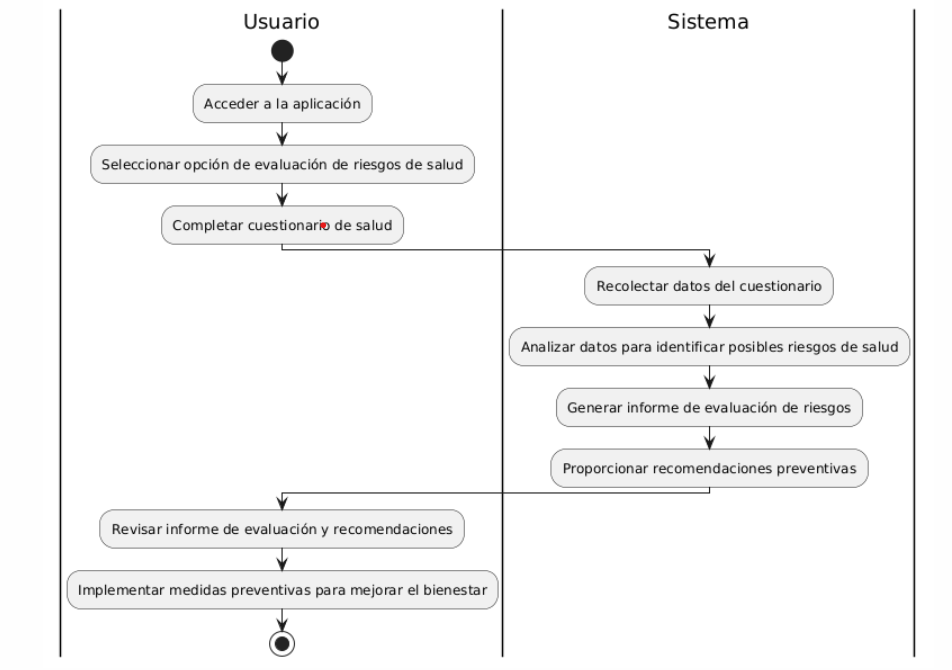 Usuario
Sistema
Acceder a la aplicación
Seleccionar opción de evaluación de riesgos de salud
Completar cuestionario de salud
Recolectar datos del cuestionario
Analizar datos para identificar posibles riesgos de salud
Generar informe de evaluación de riesgos
Proporcionar recomendaciones preventivas
Revisar informe de evaluación y recomendaciones
Implementar medidas preventivas para mejorar el bienestar